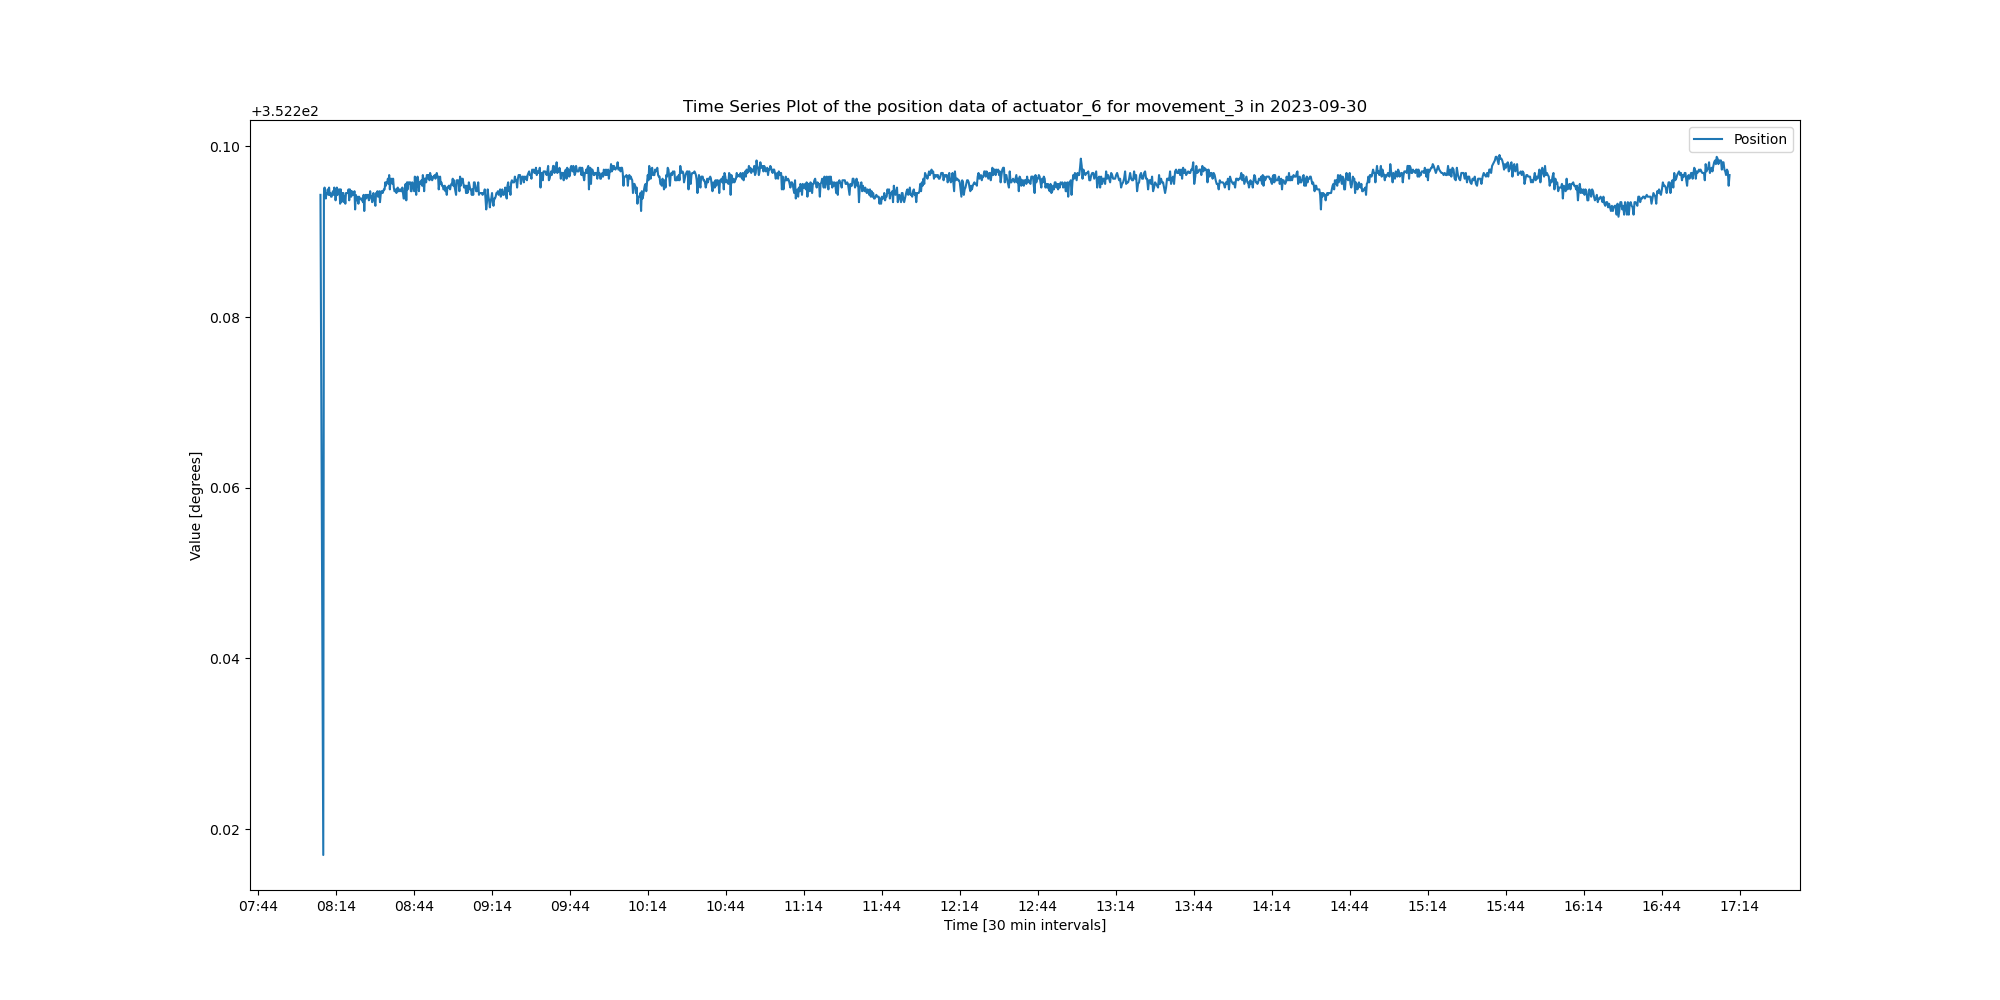 Time Series Plot of the position data of actuator_6 for movement_3 in 2023-09-30
+3.522e2
Position
0.10
0.08
0.06
0.04
0.02
Value [degrees]
07:44 08:14 08:44 09:14 09:44 10:14 10:44 11:14 11:44 12:14 12:44 13:14 13:44 14:14 14:44 15:14 15:44 16:14 16:44 17:14
Time [30 min intervals]